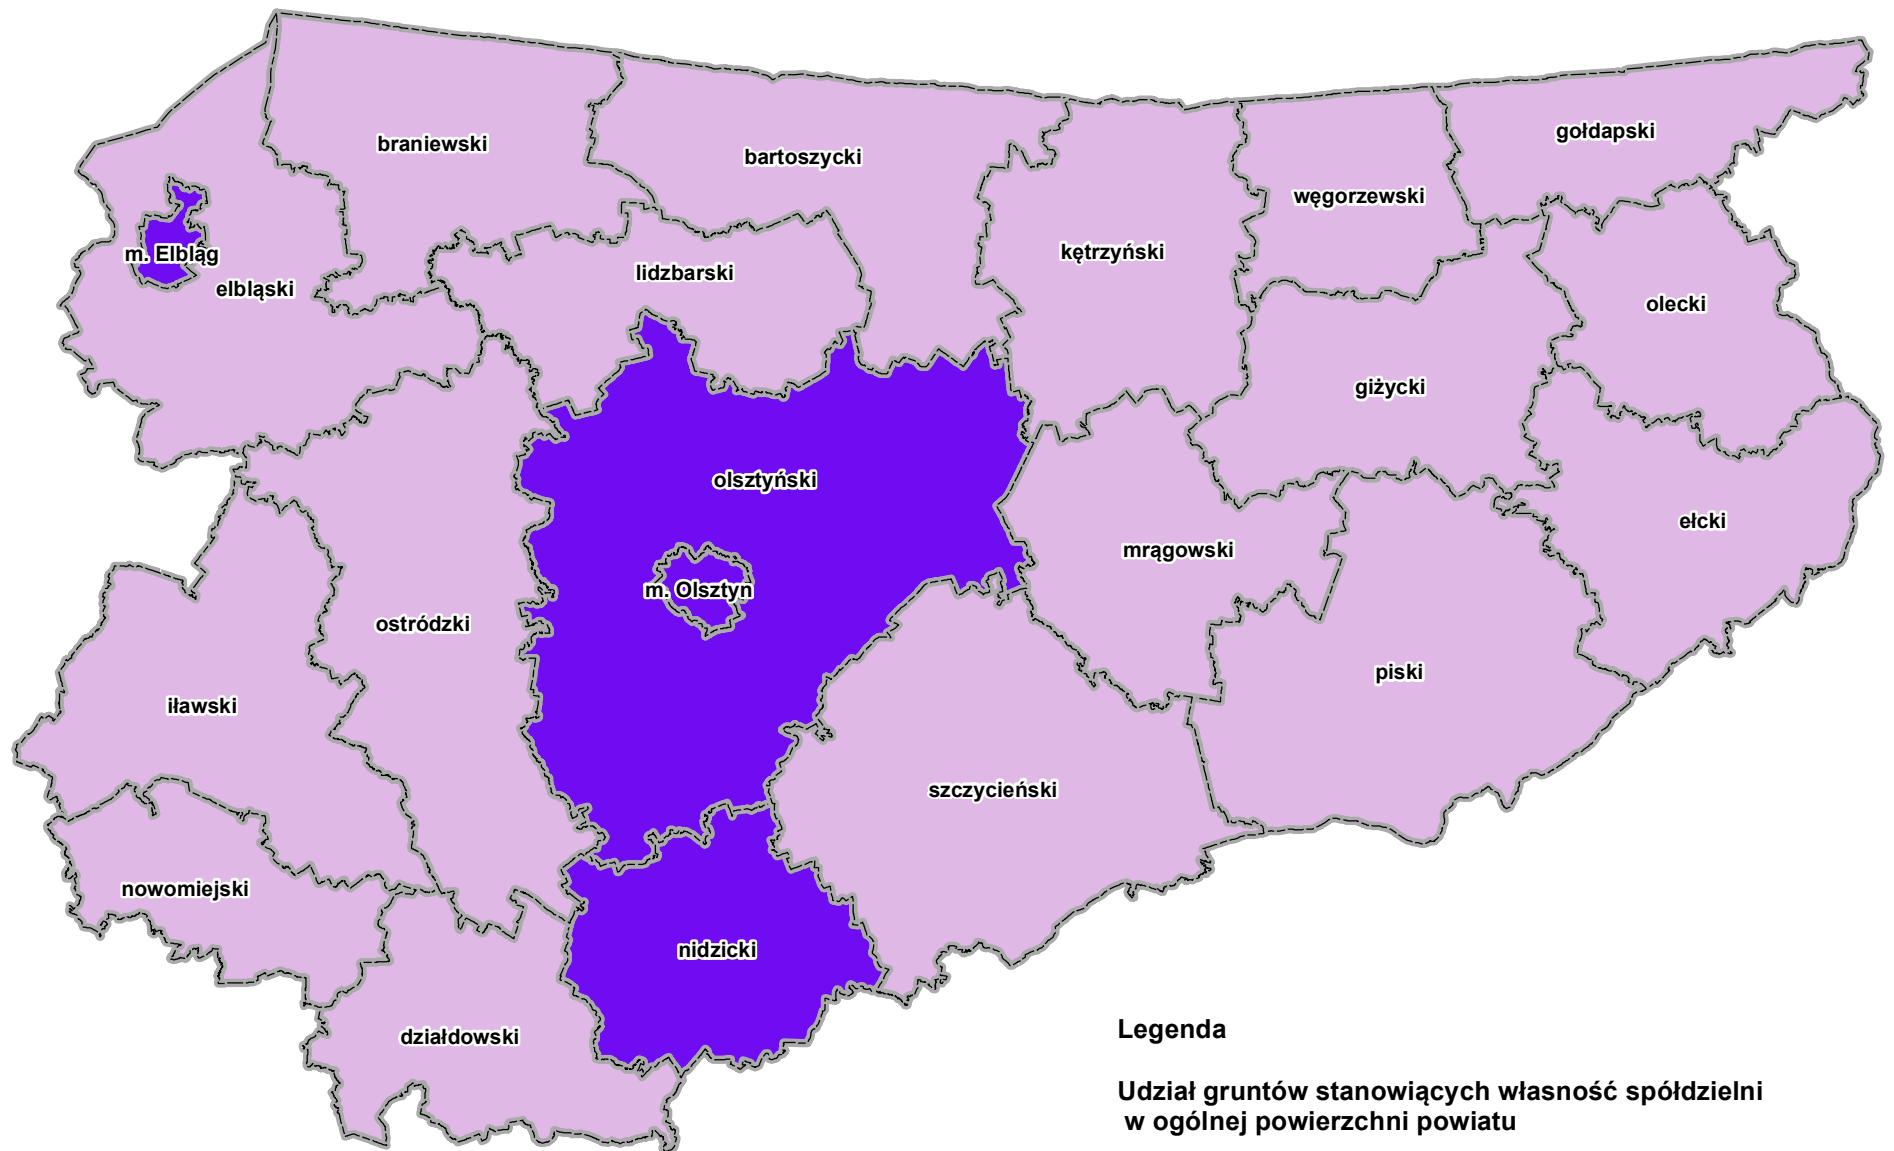 gołdapski
braniewski
bartoszycki
węgorzewski
m. Elbląg
kętrzyński
lidzbarski
elbląski
olecki
giżycki
olsztyński
ełcki
mrągowski
m. Olsztyn
ostródzki
piski
iławski
szczycieński
nowomiejski
nidzicki
działdowski
Legenda
Udział gruntów stanowiących własność spółdzielni
w ogólnej powierzchni powiatu